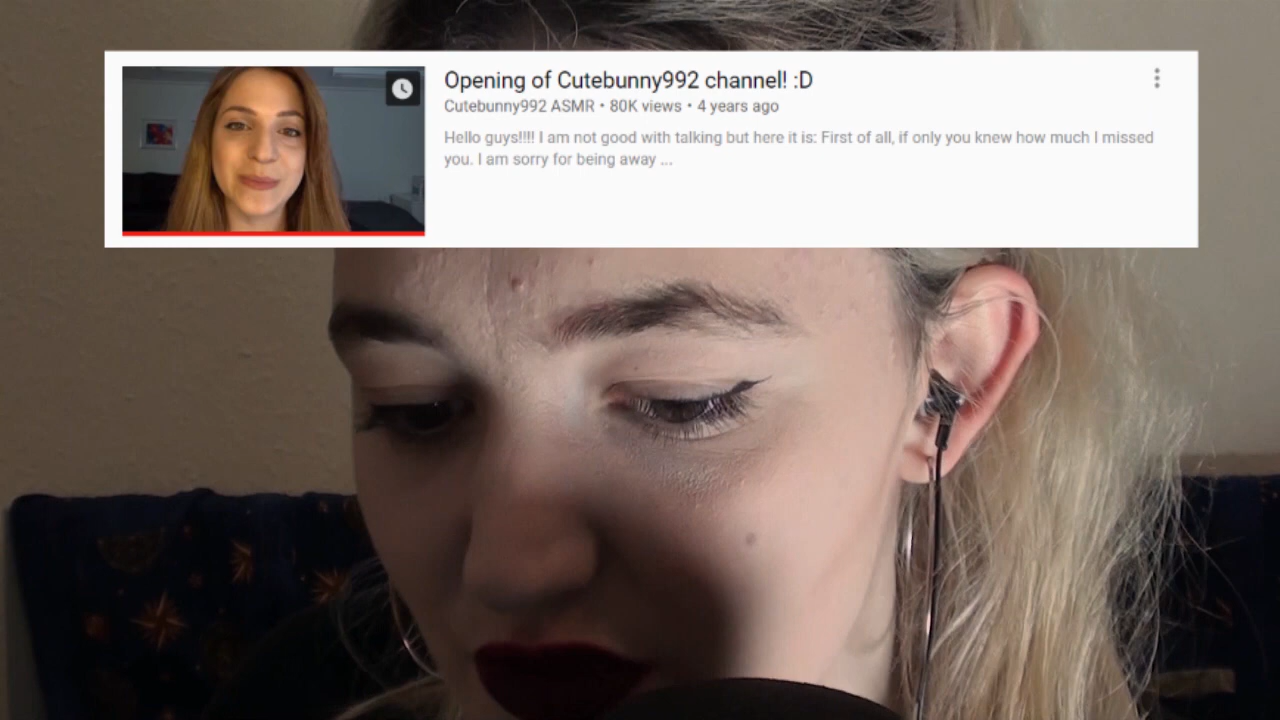 Opening of Cutebunny992 channel! :D
Cutebunny992 ASMR • 80K views • 4 years ago
Hello guys!!!! I am not good with talking but here it is: First of all, if only you knew how much I missed
you. I am sorry for being away ...